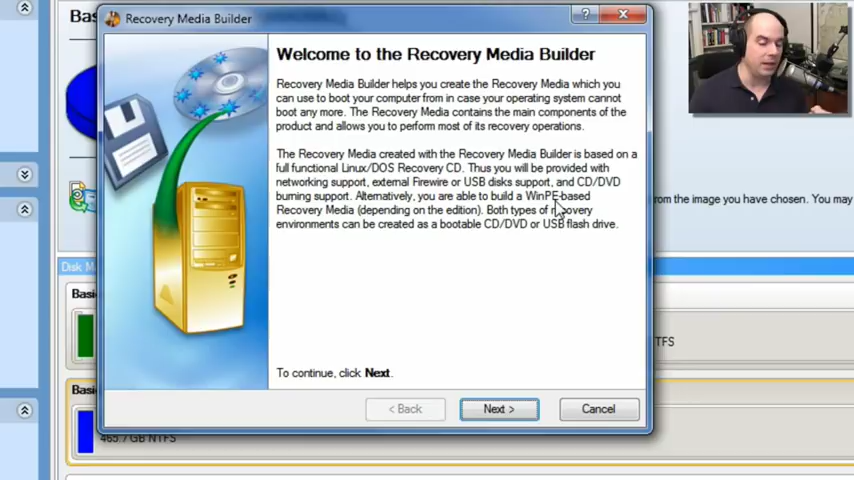 Bas
Recovery Media Builder
Welcome to the Recovery Media Builder
Recovery Media Builder helps you create the Recovery Media which you
can use to boot your computer from in case your operating system cannot
boot any more. The Recovery Media contains the main components of the
product and allows you to perform most of its recovery operations.
The Recovery Media created with the Recovery Media Builder is based on a
full functional Linux/DOS Recovery CD. Thus you will be provided with
networking support, external Firewire or USB disks support, and CD/DVD
burning support. Alternatively, you are able to build a WinPE-based
Recovery Media (depending on the edition). Both types of recovery
environments can be created as a bootable CD/DVD or USB flash drive.
from the image you have chosen. You may
Disk M
Basi
TFS
To continue, click Next.
Basi
< Back
Next >
Cancel
465.7 GB NTFS